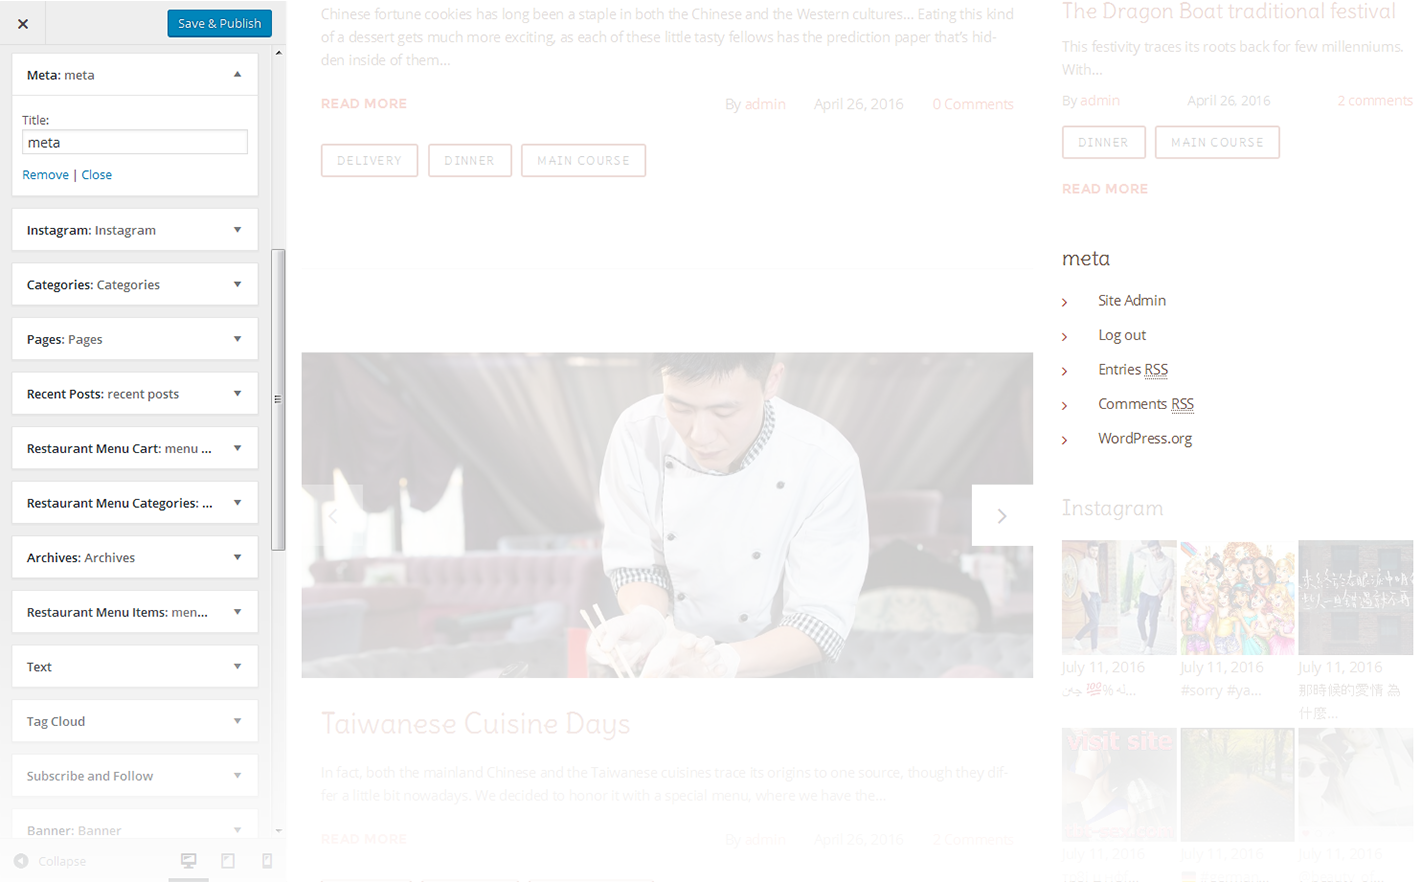 Save & Publish
Meta: meta
Title:
meta
Remove | Close
Instagram: Instagram
Categories: Categories
Pages: Pages
Recent Posts: recent posts
Restaurant Menu Cart: menu ...
Restaurant Menu Categories: ...
Archives: Archives
Restaurant Menu Items: men...
Text
Tag Cloud
Subscribe and Follow
Banner: Banner
Collapse
Chinese fortune cookies has long been a staple in both the Chinese and the Western cultures... Eating this kind
of a dessert gets much more exciting, as each of these little tasty fellows has the prediction paper that's hid-
den inside of them...
READ MORE
By admin April 26, 2016 0 Comments
DELIVERY DINNER MAIN COURSE
Taiwanese Cuisine Days
In fact, both the mainland Chinese and the Taiwanese cuisines trace its origins to one source, though they dif-
fer a little bit nowadays. We decided to honor it with a special menu, where we have the...
READ MORE
By admin April 26, 2016 2 Comments
The Dragon Boat traditional festival
This festivity traces its roots back for few millenniums.
With...
By admin April 26, 2016 2 comments
DINNER MAIN COURSE
READ MORE
meta
Site Admin
Log out
Entries RSS
Comments RSS
WordPress.org
Instagram
July 11, 2016 July 11, 2016 July 11, 2016
💯% ... #sorry #ya... 那時候的愛情 為
什麼...
visit site
July 11, 2016 July 11, 2016 July 11, 2016